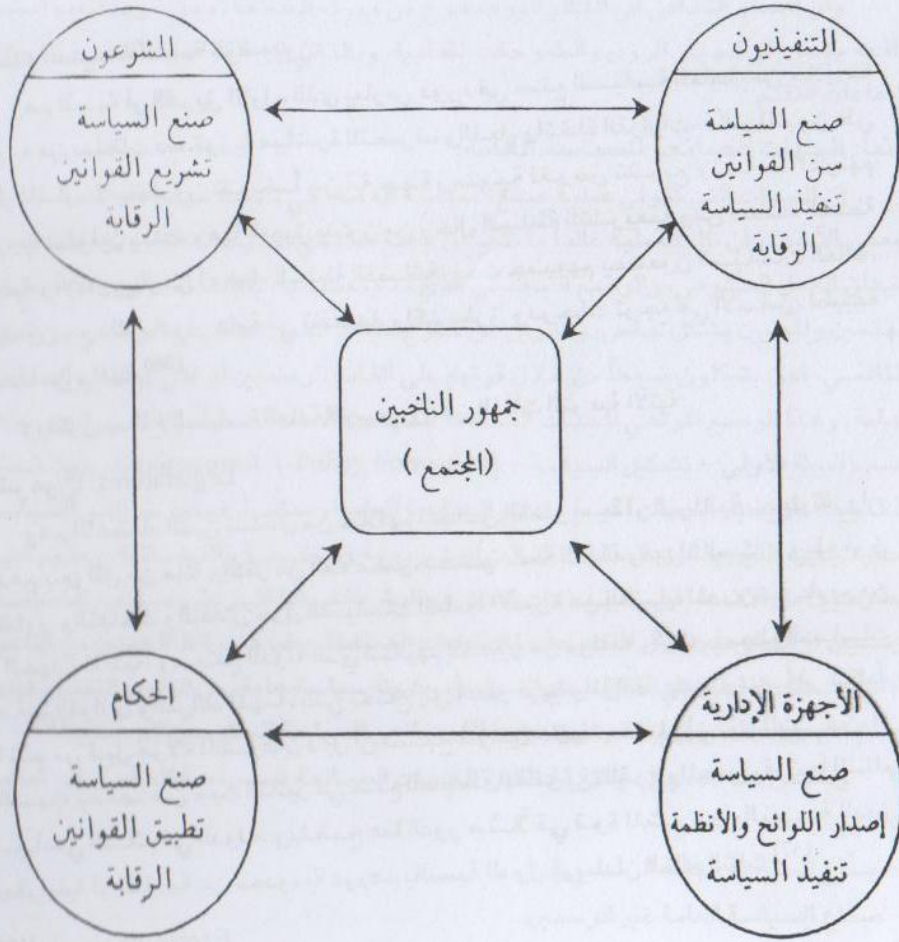 التنفيذيون
صنع السياسة
سن القوانين
تنفيذ السياسة
الرقابة
المشرعون
صنع السياسة
تشريع القوانين
الرقابة
جمهور الناخبين
(المجتمع)
الأجهزة الإدارية
صنع السياسة
إصدار اللوائح والأنظمة
تنفيذ السياسة
الحكام
صنع السياسة
تطبيق القوانين
الرقابة